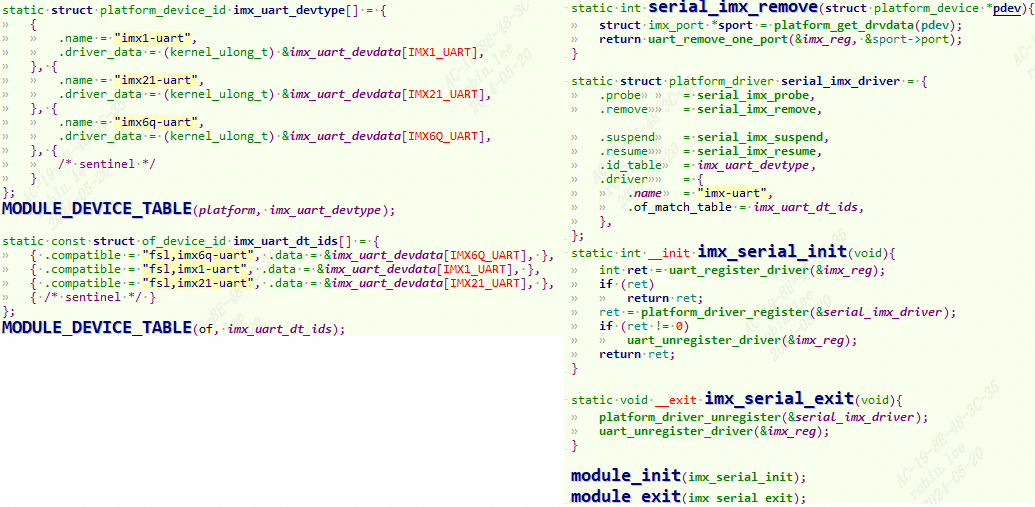 static struct platform_device_id imx_uart_devtype[] = {
{
.name = "imx1-uart",
.driver_data = (kernel_ulong_t) &imx_uart_devdata[IMX1_UART],
}, {
.name = "imx21-uart",
.driver_data = (kernel_ulong_t) &imx_uart_devdata[IMX21_UART],
}, {
.name = "imx6q-uart",
.driver_data = (kernel_ulong_t) &imx_uart_devdata[IMX6Q_UART],
}, {
/* sentinel */
}
};
MODULE_DEVICE_TABLE(platform, imx_uart_devtype);
static const struct of_device_id imx_uart_dt_ids[] = {
{ .compatible = "fsl,imx6q-uart", .data = &imx_uart_devdata[IMX6Q_UART], },
{ .compatible = "fsl,imx1-uart", .data = &imx_uart_devdata[IMX1_UART], },
{ .compatible = "fsl,imx21-uart", .data = &imx_uart_devdata[IMX21_UART], },
{ /* sentinel */ }
};
MODULE_DEVICE_TABLE(of, imx_uart_dt_ids);
static int serial_imx_remove(struct platform_device *pdev){
struct imx_port *sport = platform_get_drvdata(pdev);
return uart_remove_one_port(&imx_reg, &sport->port);
}
static struct platform_driver serial_imx_driver = {
.probe = serial_imx_probe,
.remove = serial_imx_remove,
.suspend = serial_imx_suspend,
.resume = serial_imx_resume,
.id_table = imx_uart_devtype,
.driver = {
.name = "imx-uart",
.of_match_table = imx_uart_dt_ids,
},
};
static int __init imx_serial_init(void){
int ret = uart_register_driver(&imx_reg);
if (ret)
return ret;
ret = platform_driver_register(&serial_imx_driver);
if (ret != 0)
uart_unregister_driver(&imx_reg);
return ret;
}
static void __exit imx_serial_exit(void){
platform_driver_unregister(&serial_imx_driver);
uart_unregister_driver(&imx_reg);
}
module_init(imx_serial_init);
module_exit(imx_serial_exit);
AC-19-8E-48-3C-35
robin.lee
2024-05-20